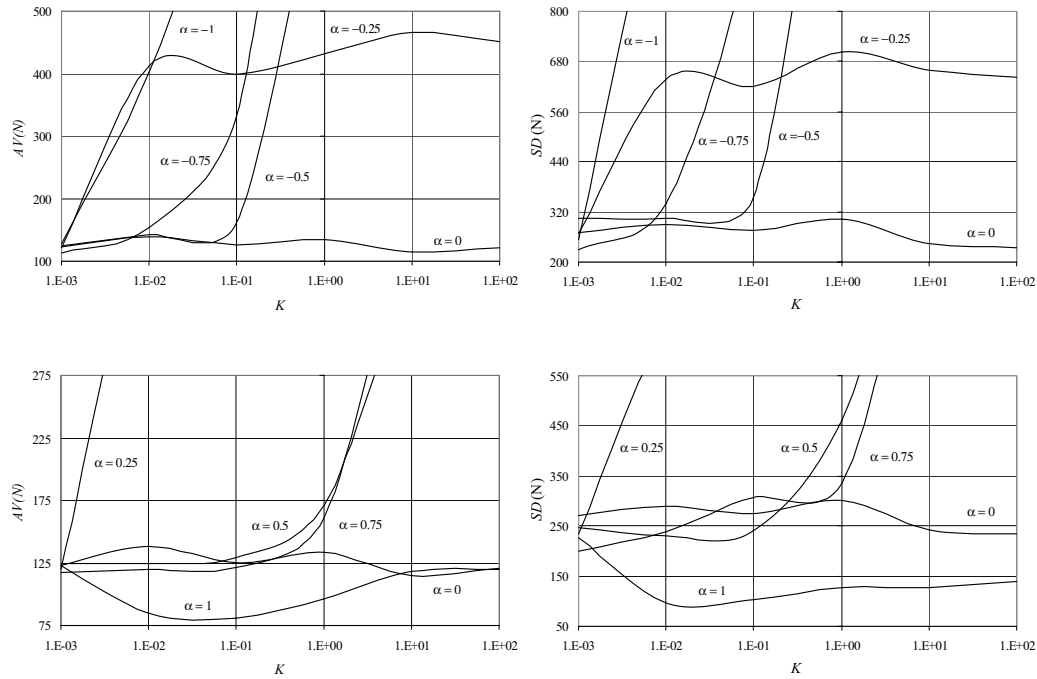 500
400
300
200
100
AV(N)
α = −1
α = −0.25
α = −0.75
α = −0.5
α = 0
1.E−03
1.E−02
1.E−01
1.E+00
1.E+01
1.E+02
K
800
680
560
440
320
200
SD (N)
α = −1
α = −0.25
α = −0.75
α = −0.5
α = 0
1.E−03
1.E−02
1.E−01
1.E+00
1.E+01
1.E+02
K
275
225
175
125
75
AV(N)
α = 0.25
α = 0.5
α = 0.75
α = 1
α = 0
1.E−03
1.E−02
1.E−01
1.E+00
1.E+01
1.E+02
K
550
450
350
250
150
50
SD (N)
α = 0.25
α = 0.5
α = 0.75
α = 0
α = 1
1.E−03
1.E−02
1.E−01
1.E+00
1.E+01
1.E+02
K